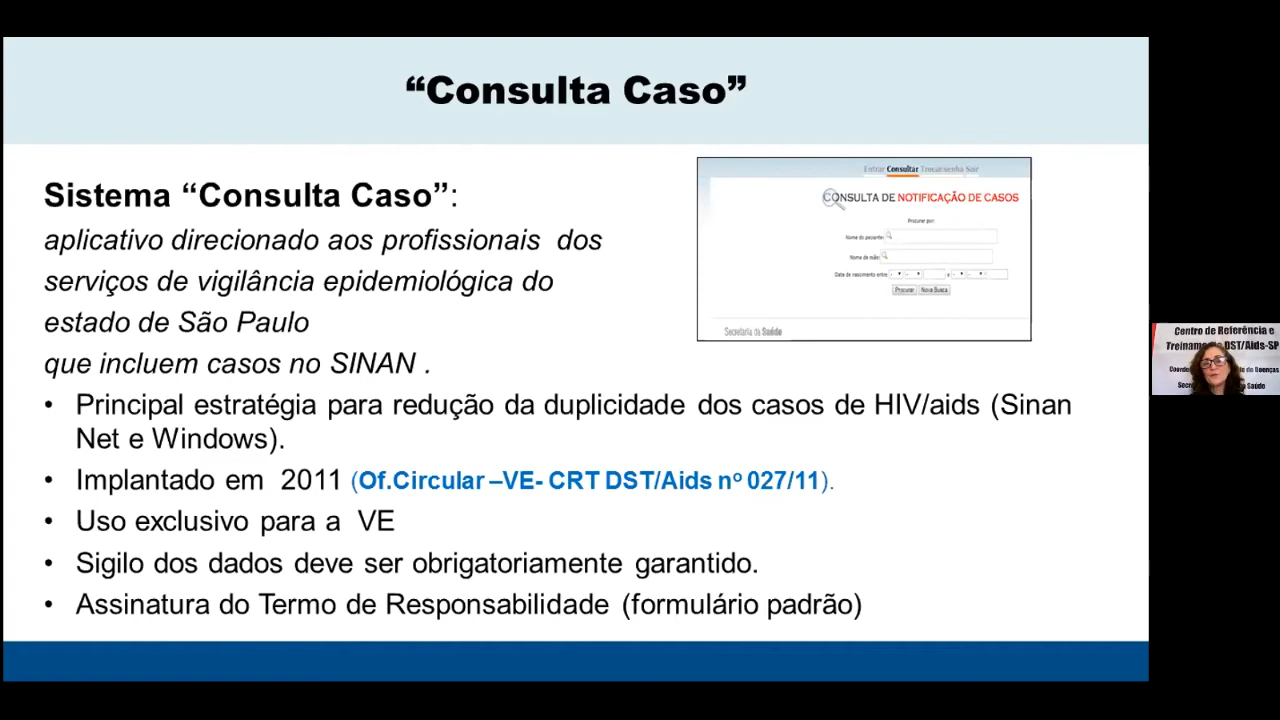 “Consulta Caso”
Sistema “Consulta Caso”:
aplicativo direcionado aos profissionais dos
serviços de vigilância epidemiológica do
estado de São Paulo
que incluem casos no SINAN .
• Principal estratégia para redução da duplicidade dos casos de HIV/aids (Sinan
Net e Windows).
• Implantado em 2011 (Of.Circular –VE- CRT DST/Aids nº 027/11).
• Uso exclusivo para a VE
• Sigilo dos dados deve ser obrigatoriamente garantido.
• Assinatura do Termo de Responsabilidade (formulário padrão)
Entrar Consultar Trocar senha Sair
CONSULTA DE NOTIFICAÇÃO DE CASOS
Procurar por:
Nome do paciente:
Nome da mãe:
Data de nascimento entre e
Procurar Nova Busca
Secretaria da Saúde
Centro de Referência e
DST/Aids-SP
Saúde